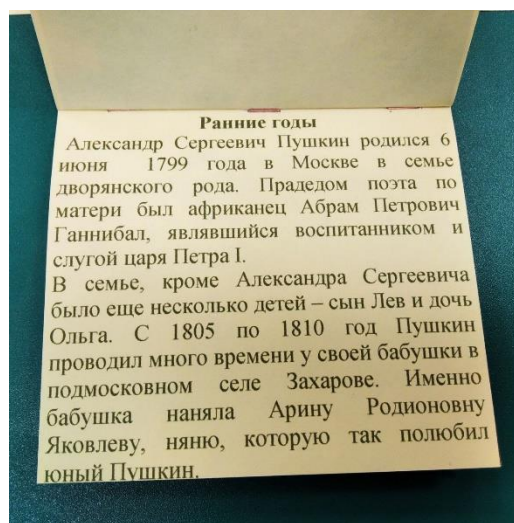 Ранние годы
Александр Сергеевич Пушкин родился 6
июня 1799 года в Москве в семье
дворянского рода. Прадедом поэта по
матери был африканец Абрам Петрович
Ганнибал, являвшийся воспитанником и
слугой царя Петра I.
В семье, кроме Александра Сергеевича
было еще несколько детей – сын Лев и дочь
Ольга. С 1805 по 1810 год Пушкин
проводил много времени у своей бабушки в
подмосковном селе Захарове. Именно
бабушка наняла Арину Родионовну
Яковлеву, няню, которую так полюбил
юный Пушкин.